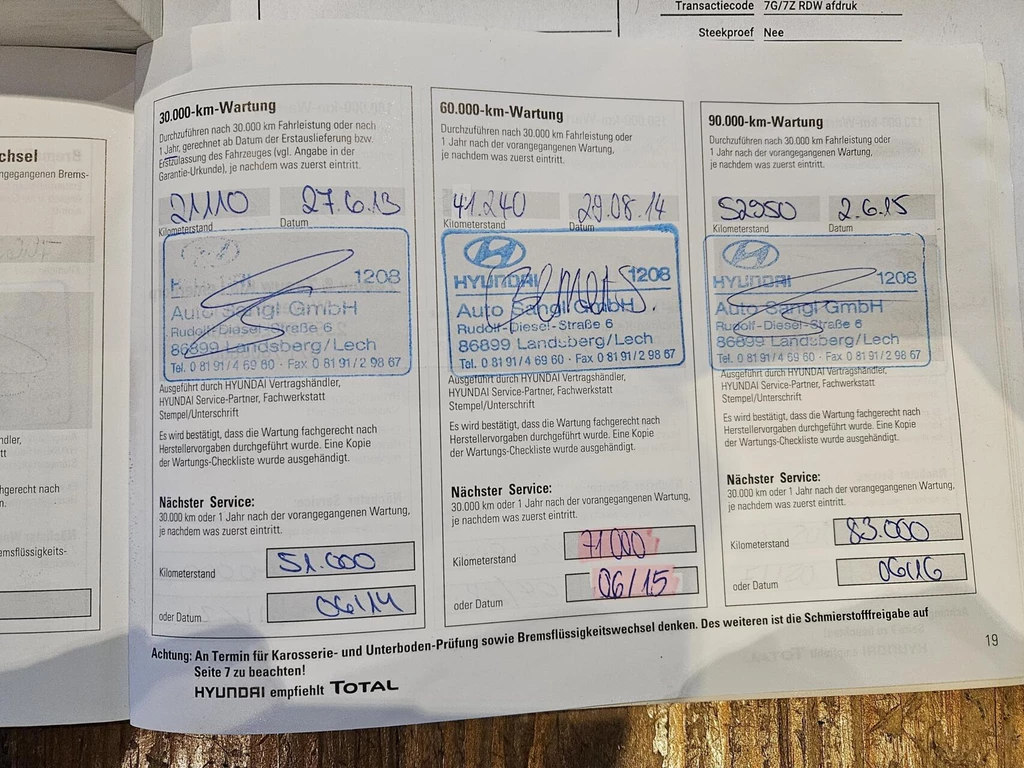 Transactiecode 7G/7Z RDW afdruk
Steekproef Nee
chsel
angegangenen Brems-
ndler,
tt
hgerecht nach
n.
emsflüssigkeits-
30.000-km-Wartung
Durchzuführen nach 30.000 km Fahrleistung oder nach
1 Jahr, gerechnet ab Datum der Erstauslieferung bzw.
Erstzulassung des Fahrzeuges (vgl. Angabe in der
Garantie-Urkunde), je nachdem was zuerst eintritt.
21110 27.6.13
Kilometerstand Datum
1208
Auto Sangl GmbH
Rudolf-Diesel-Straße 6
86899 Landsberg/Lech
Tel. 0 81 91/4 69 60 · Fax 0 81 91/2 98 67
Ausgeführt durch HYUNDAI Vertragshändler,
HYUNDAI Service-Partner, Fachwerkstatt
Stempel/Unterschrift
Es wird bestätigt, dass die Wartung fachgerecht nach
Herstellervorgaben durchgeführt wurde. Eine Kopie
der Wartungs-Checkliste wurde ausgehändigt.
Nächster Service:
30.000 km oder 1 Jahr nach der vorangegangenen Wartung,
je nachdem was zuerst eintritt.
Kilometerstand 51.000
oder Datum 06/14
60.000-km-Wartung
Durchzuführen nach 30.000 km Fahrleistung oder
1 Jahr nach der vorangegangenen Wartung,
je nachdem was zuerst eintritt.
41.240 29.08.14
Kilometerstand Datum
HYUNDAI 1208
Auto Sangl GmbH
Rudolf-Diesel-Straße 6
86899 Landsberg/Lech
Tel. 0 81 91/4 69 60 · Fax 0 81 91/2 98 67
Ausgeführt durch HYUNDAI Vertragshändler,
HYUNDAI Service-Partner, Fachwerkstatt
Stempel/Unterschrift
Es wird bestätigt, dass die Wartung fachgerecht nach
Herstellervorgaben durchgeführt wurde. Eine Kopie
der Wartungs-Checkliste wurde ausgehändigt.
Nächster Service:
30.000 km oder 1 Jahr nach der vorangegangenen Wartung,
je nachdem was zuerst eintritt.
Kilometerstand 71000
oder Datum 06/15
90.000-km-Wartung
Durchzuführen nach 30.000 km Fahrleistung oder
1 Jahr nach der vorangegangenen Wartung,
je nachdem was zuerst eintritt.
52950 2.6.15
Kilometerstand Datum
HYUNDAI 1208
Auto Sangl GmbH
Rudolf-Diesel-Straße 6
86899 Landsberg/Lech
Tel. 0 81 91/4 69 60 · Fax 0 81 91/2 98 67
Ausgeführt durch HYUNDAI Vertragshändler,
HYUNDAI Service-Partner, Fachwerkstatt
Stempel/Unterschrift
Es wird bestätigt, dass die Wartung fachgerecht nach
Herstellervorgaben durchgeführt wurde. Eine Kopie
der Wartungs-Checkliste wurde ausgehändigt.
Nächster Service:
30.000 km oder 1 Jahr nach der vorangegangenen Wartung,
je nachdem was zuerst eintritt.
Kilometerstand 83.000
oder Datum 06/16
Achtung: An Termin für Karosserie- und Unterboden-Prüfung sowie Bremsflüssigkeitswechsel denken. Des weiteren ist die Schmierstofffreigabe auf
Seite 7 zu beachten!
HYUNDAI empfiehlt TOTAL
19